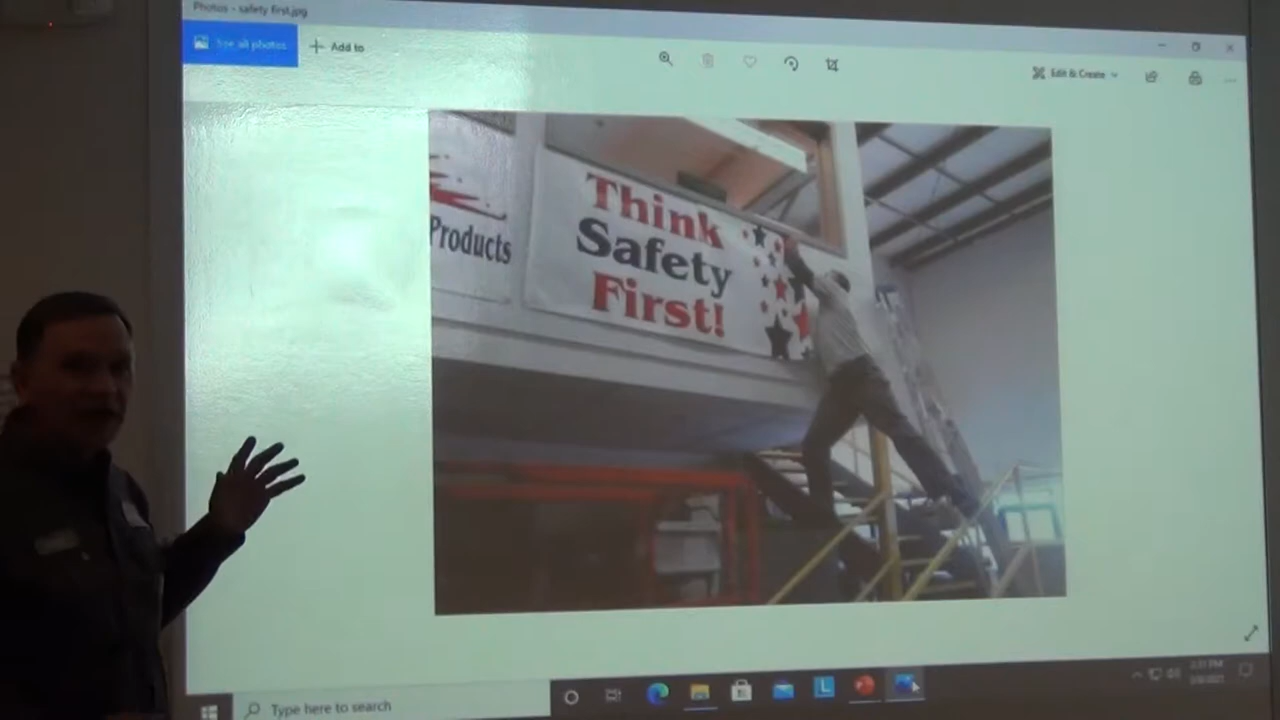 Photos - safety first.jpg
See all photos
Add to
Edit & Create
Products
Think
Safety
First!
Type here to search
L